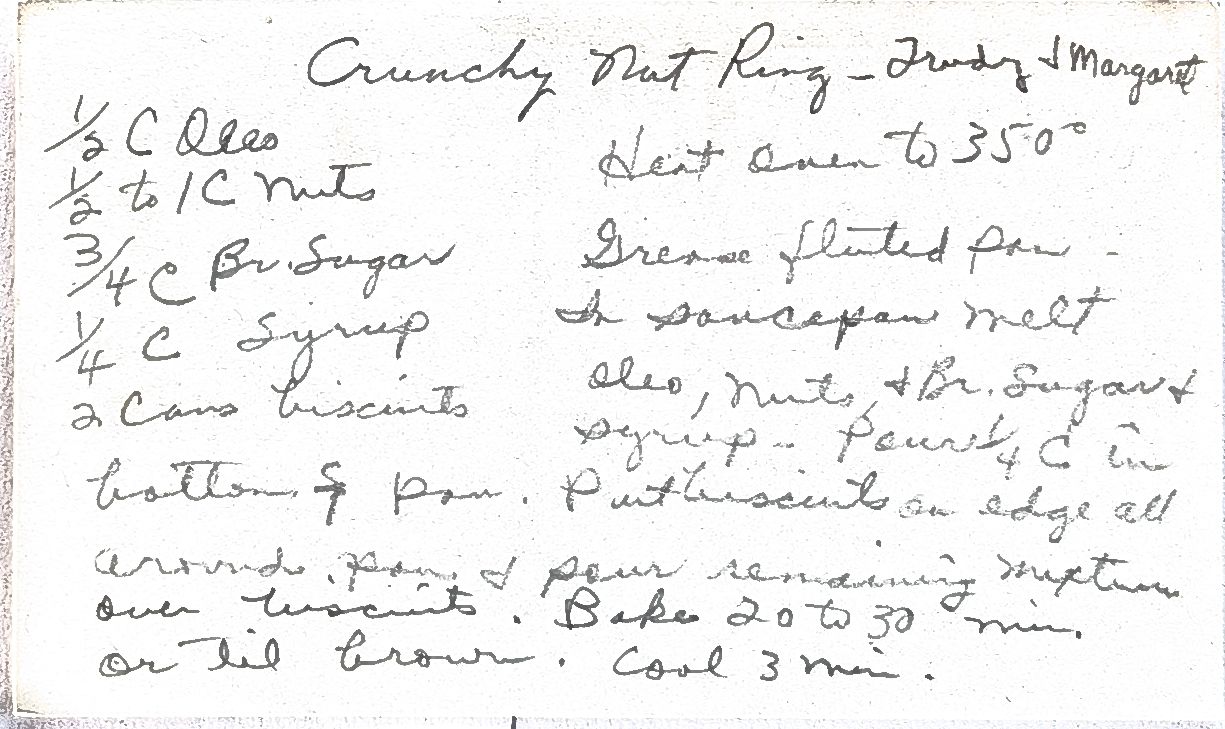 Crunchy Nut Ring - Trudy & Margaret
1/2 C Oleo
1/2 to 1 C Nuts
3/4 C Br. Sugar
1/4 C Syrup
2 Cans biscuits
Heat oven to 350°
Grease fluted pan -
In saucepan melt
Oleo, Nuts, & Br. Sugar &
syrup - Pour 1/4 C in
bottom of pan. Put biscuits on edge all
around pan & pour remaining mixture
over biscuits. Bake 20 to 30 min.
or til brown. Cool 3 min.